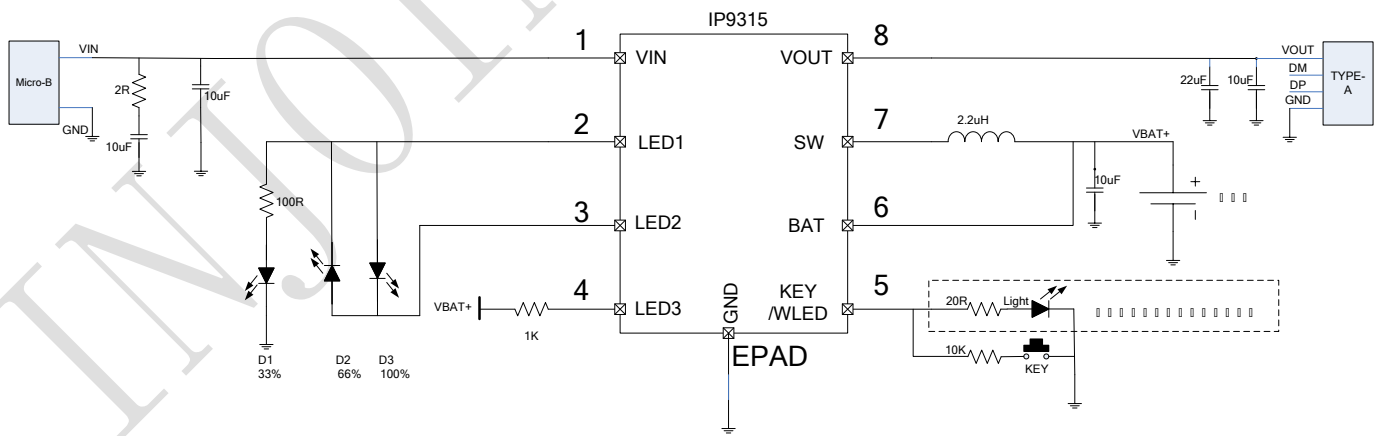 IP9315
Micro-B
VIN
GND
2R
10uF
10uF
1
VIN
2
LED1
3
LED2
4
LED3
100R
D1
33%
D2
66%
D3
100%
VBAT+
1K
GND
EPAD
VOUT
8
SW
7
BAT
6
KEY
/WLED
5
2.2uH
VBAT+
10uF
+
22uF
10uF
VOUT
DM
DP
GND
TYPE-
A
20R
Light
10K
KEY
INJOI